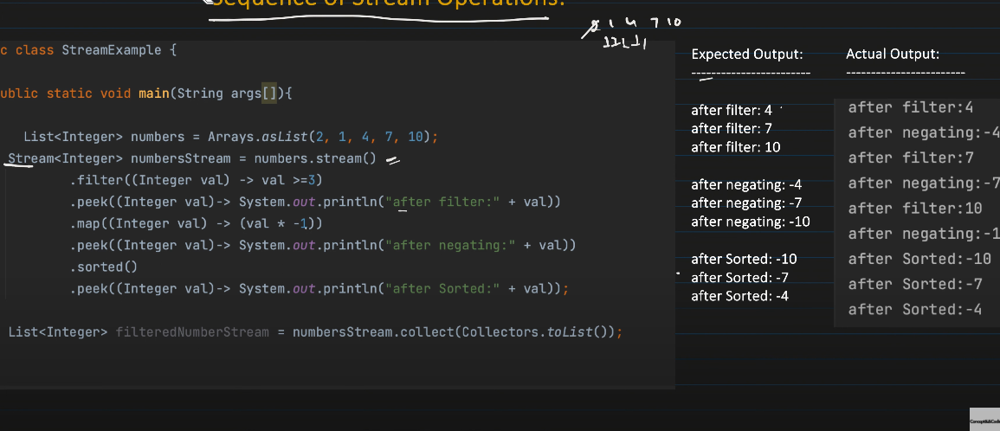 Sequence of Stream Operations:
1 4 7 10
c class StreamExample {
ublic static void main(String args[]){
List<Integer> numbers = Arrays.asList(2, 1, 4, 7, 10);
Stream<Integer> numbersStream = numbers.stream()
.filter((Integer val) -> val >=3)
.peek((Integer val)-> System.out.println("after filter:" + val))
.map((Integer val) -> (val * -1))
.peek((Integer val)-> System.out.println("after negating:" + val))
.sorted()
.peek((Integer val)-> System.out.println("after Sorted:" + val));
List<Integer> filteredNumberStream = numbersStream.collect(Collectors.toList());
Expected Output:
------------------------
after filter: 4
after filter: 7
after filter: 10
after negating: -4
after negating: -7
after negating: -10
after Sorted: -10
after Sorted: -7
after Sorted: -4
Actual Output:
------------------------
after filter:4
after negating:-4
after filter:7
after negating:-7
after filter:10
after negating:-1
after Sorted:-10
after Sorted:-7
after Sorted:-4